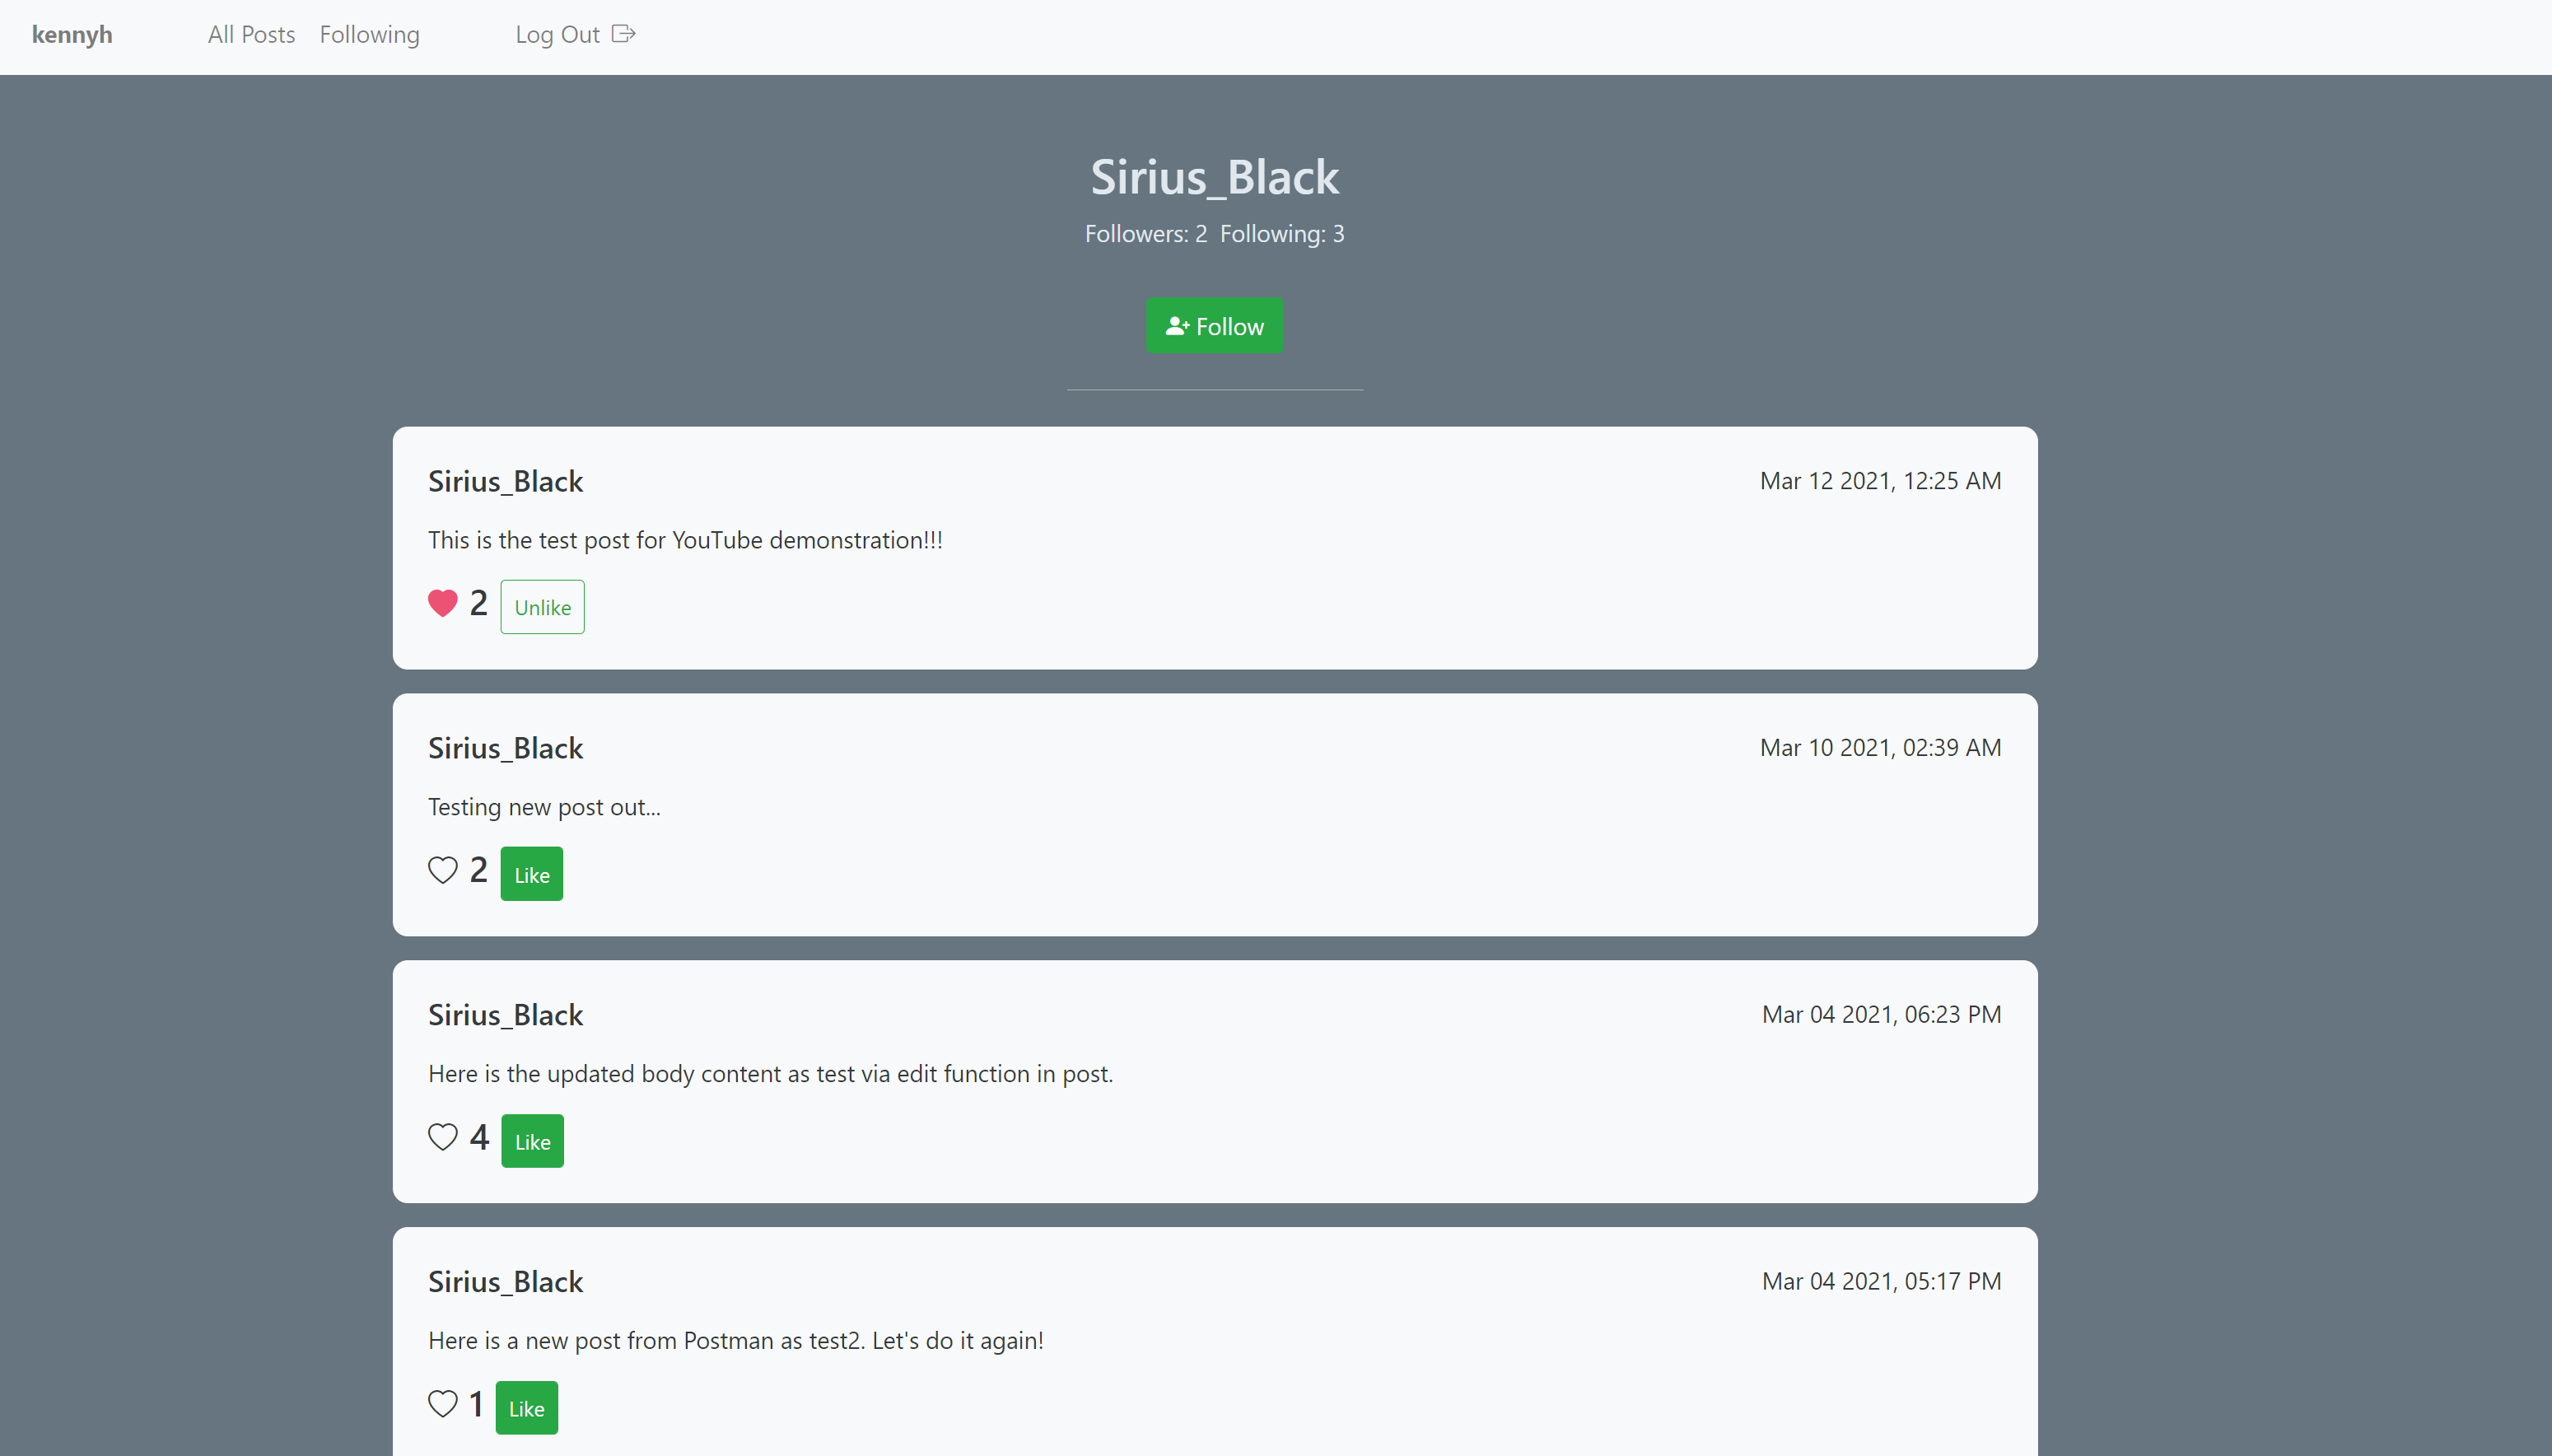 kennyh All Posts Following Log Out
Sirius_Black
Followers: 2 Following: 3
Follow
Sirius_Black Mar 12 2021, 12:25 AM
This is the test post for YouTube demonstration!!!
2 Unlike
Sirius_Black Mar 10 2021, 02:39 AM
Testing new post out...
2 Like
Sirius_Black Mar 04 2021, 06:23 PM
Here is the updated body content as test via edit function in post.
4 Like
Sirius_Black Mar 04 2021, 05:17 PM
Here is a new post from Postman as test2. Let's do it again!
1 Like